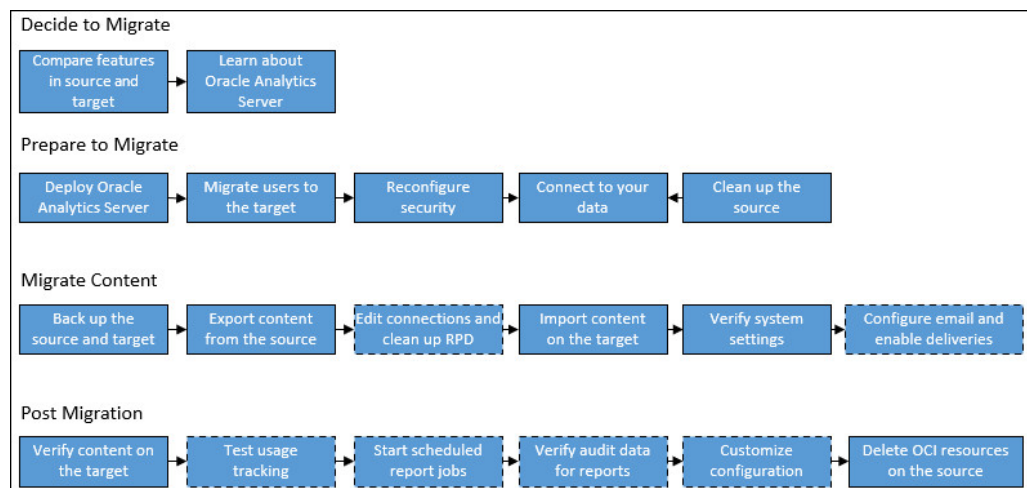 Decide to Migrate
Compare features
in source and
target
Learn about
Oracle Analytics
Server
Prepare to Migrate
Deploy Oracle
Analytics Server
Migrate users to
the target
Reconfigure
security
Connect to your
data
Clean up the
source
Migrate Content
Back up the
source and target
Export content
from the source
Edit connections and
clean up RPD
Import content
on the target
Verify system
settings
Configure email and
enable deliveries
Post Migration
Verify content on
the target
Test usage
tracking
Start scheduled
report jobs
Verify audit data
for reports
Customize
configuration
Delete OCI resources
on the source